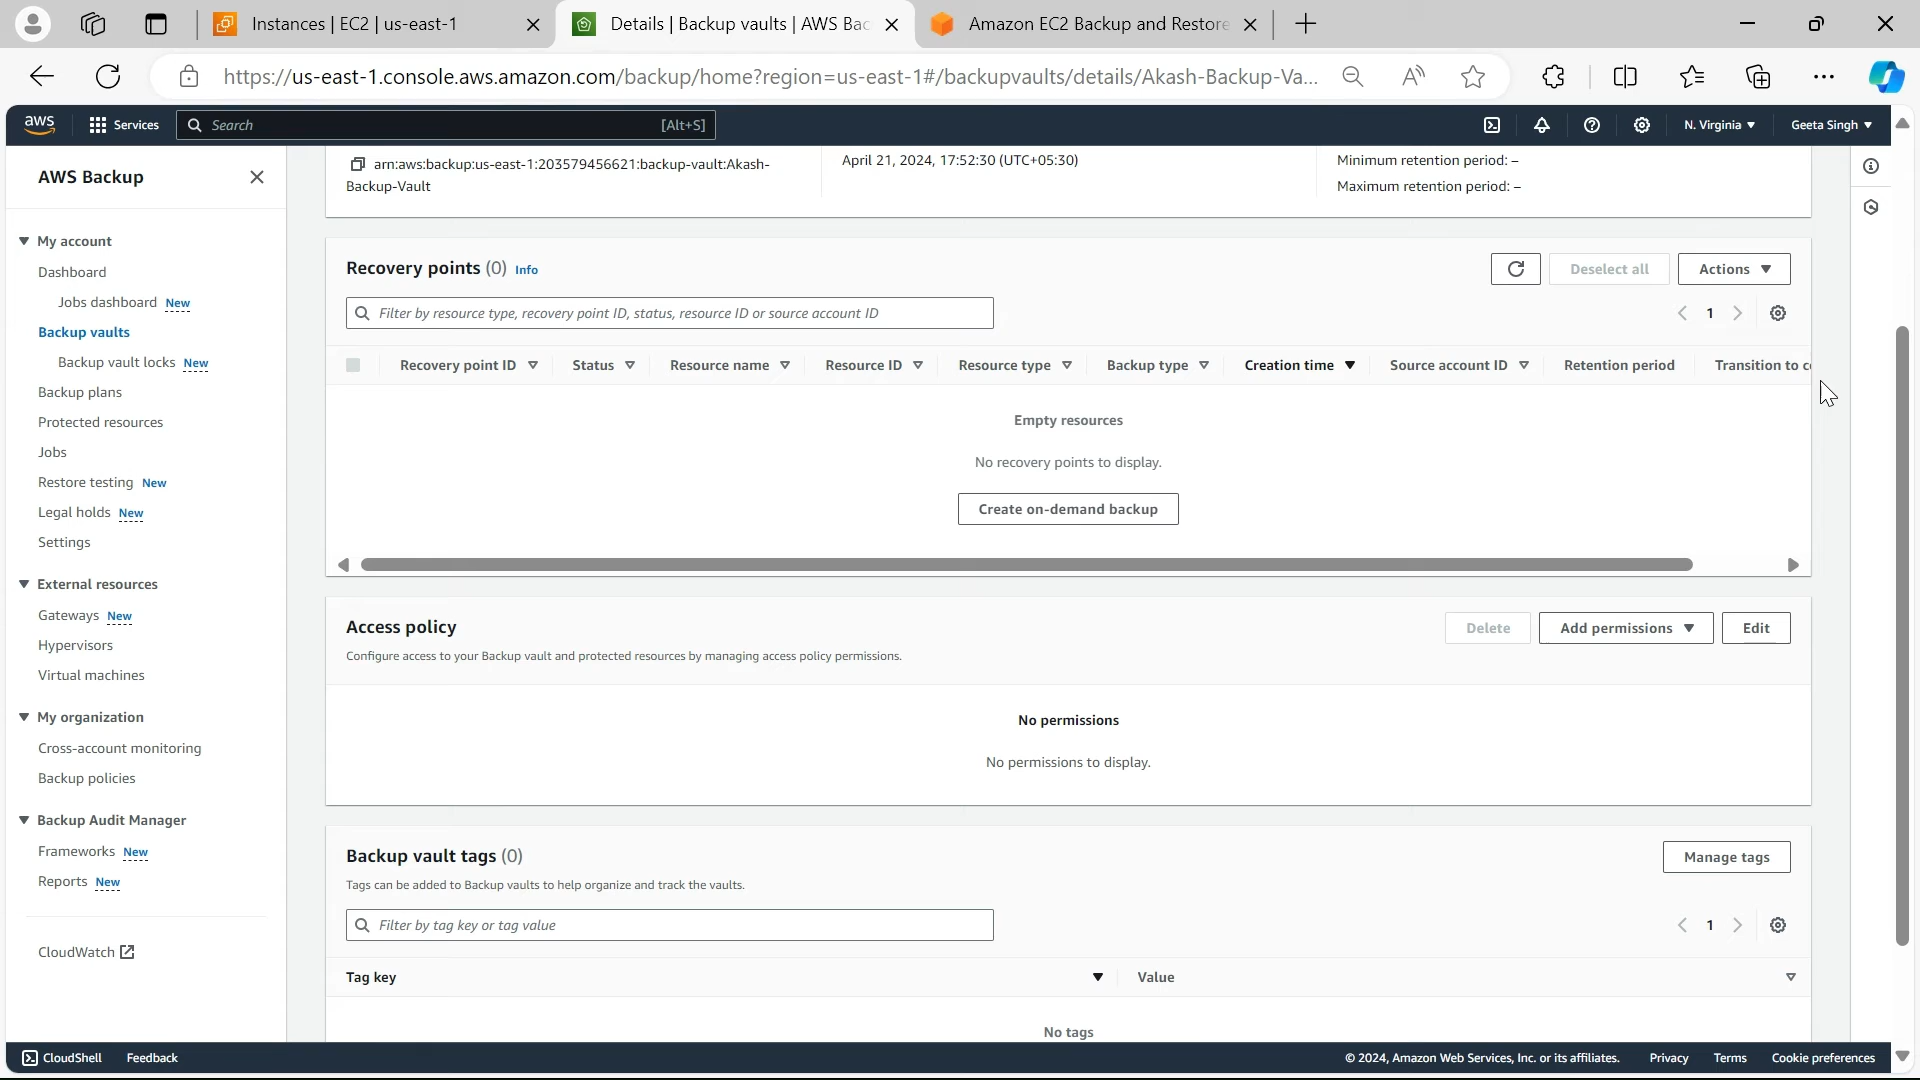 Instances | EC2 | us-east-1
Details | Backup vaults | AWS Bac
Amazon EC2 Backup and Restore
https://us-east-1.console.aws.amazon.com/backup/home?region=us-east-1#/backupvaults/details/Akash-Backup-Va...
aws
Services
Search
[Alt+S]
N. Virginia
Geeta Singh
AWS Backup
My account
Dashboard
Jobs dashboard New
Backup vaults
Backup vault locks New
Backup plans
Protected resources
Jobs
Restore testing New
Legal holds New
Settings
External resources
Gateways New
Hypervisors
Virtual machines
My organization
Cross-account monitoring
Backup policies
Backup Audit Manager
Frameworks New
Reports New
CloudWatch
arn:aws:backup:us-east-1:203579456621:backup-vault:Akash-
Backup-Vault
April 21, 2024, 17:52:30 (UTC+05:30)
Minimum retention period: –
Maximum retention period: –
Recovery points (0) Info
Deselect all
Actions
Filter by resource type, recovery point ID, status, resource ID or source account ID
1
Recovery point ID
Status
Resource name
Resource ID
Resource type
Backup type
Creation time
Source account ID
Retention period
Transition to c
Empty resources
No recovery points to display.
Create on-demand backup
Access policy
Configure access to your Backup vault and protected resources by managing access policy permissions.
Delete
Add permissions
Edit
No permissions
No permissions to display.
Backup vault tags (0)
Tags can be added to Backup vaults to help organize and track the vaults.
Manage tags
Filter by tag key or tag value
1
Tag key
Value
No tags
CloudShell
Feedback
© 2024, Amazon Web Services, Inc. or its affiliates.
Privacy
Terms
Cookie preferences